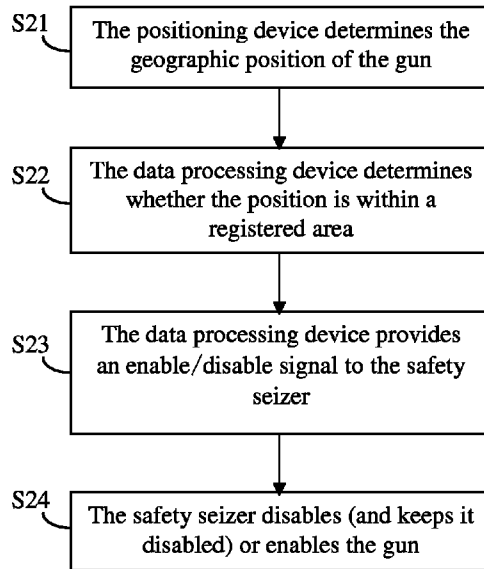 S21
The positioning device determines the
geographic position of the gun
S22
The data processing device determines
whether the position is within a
registered area
S23
The data processing device provides
an enable/disable signal to the safety
seizer
S24
The safety seizer disables (and keeps it
disabled) or enables the gun